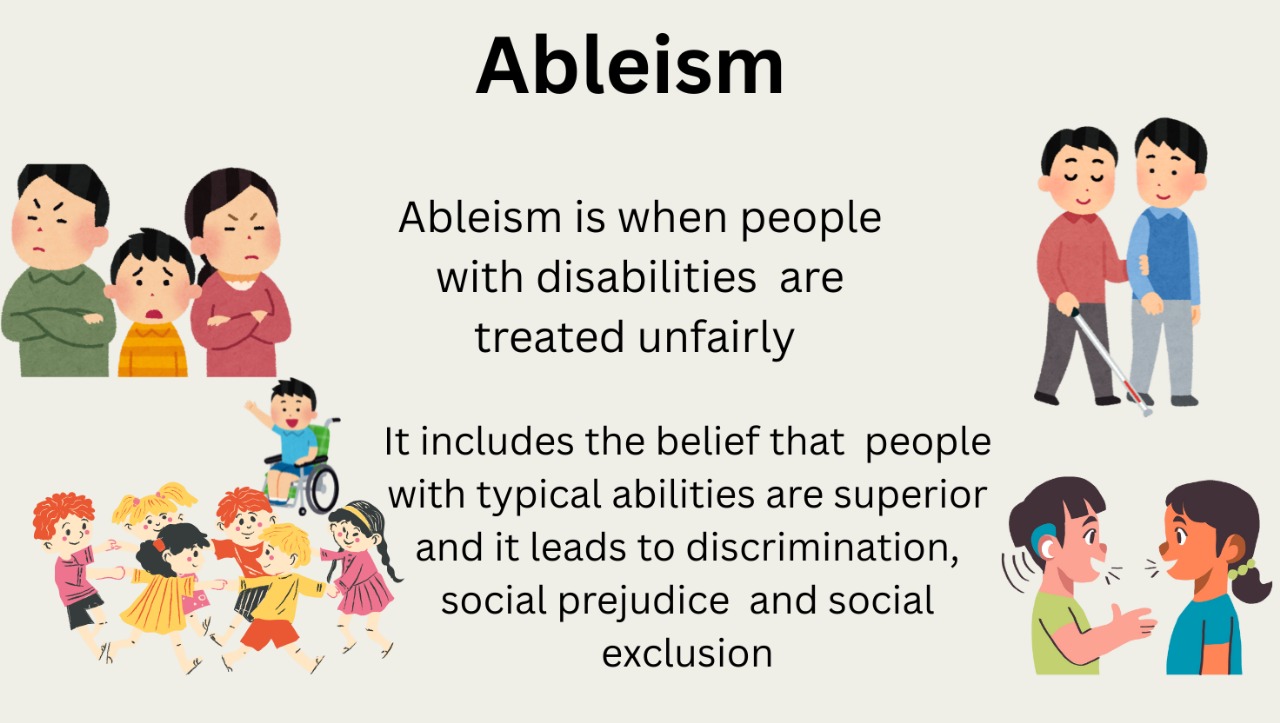 Ableism
Ableism is when people
with disabilities  are
treated unfairly
It includes the belief that  people
with typical abilities are superior
and it leads to discrimination,
social prejudice  and social
exclusion